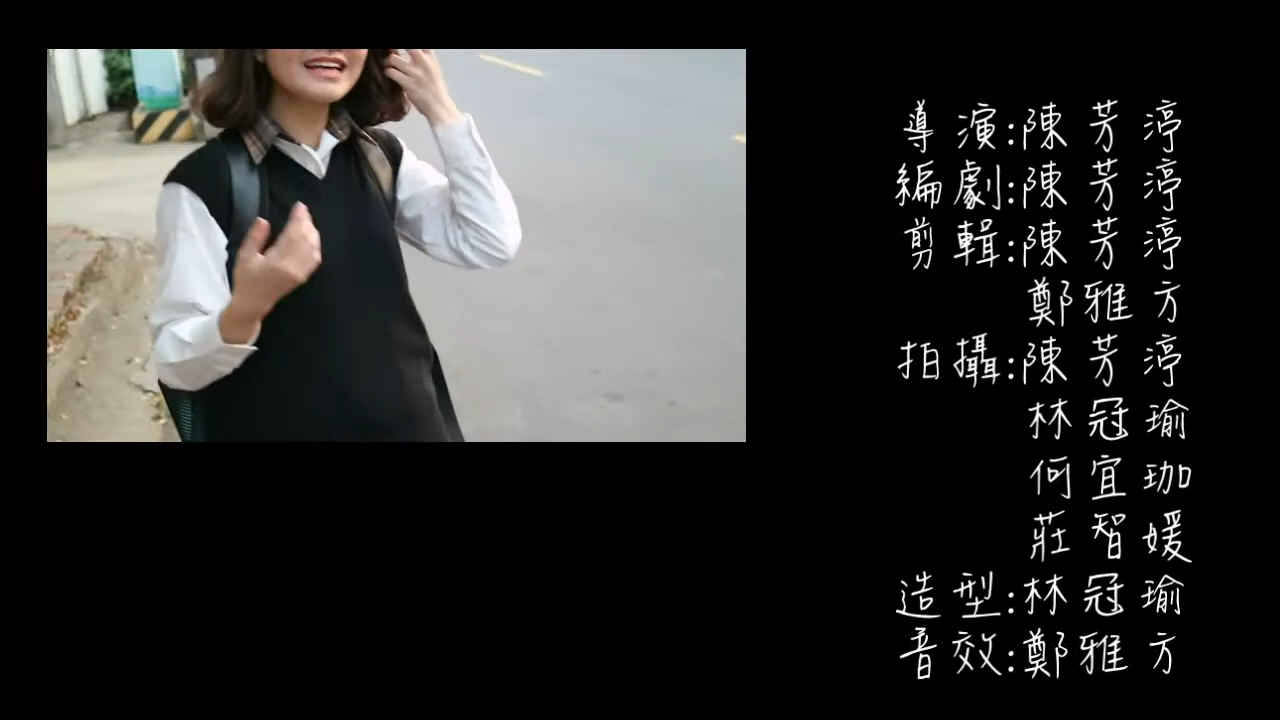 導演:陳芳渟
編劇:陳芳渟
剪輯:陳芳渟
鄭雅方
拍攝:陳芳渟
林冠瑜
何宜珈
莊智媛
造型:林冠瑜
音效:鄭雅方